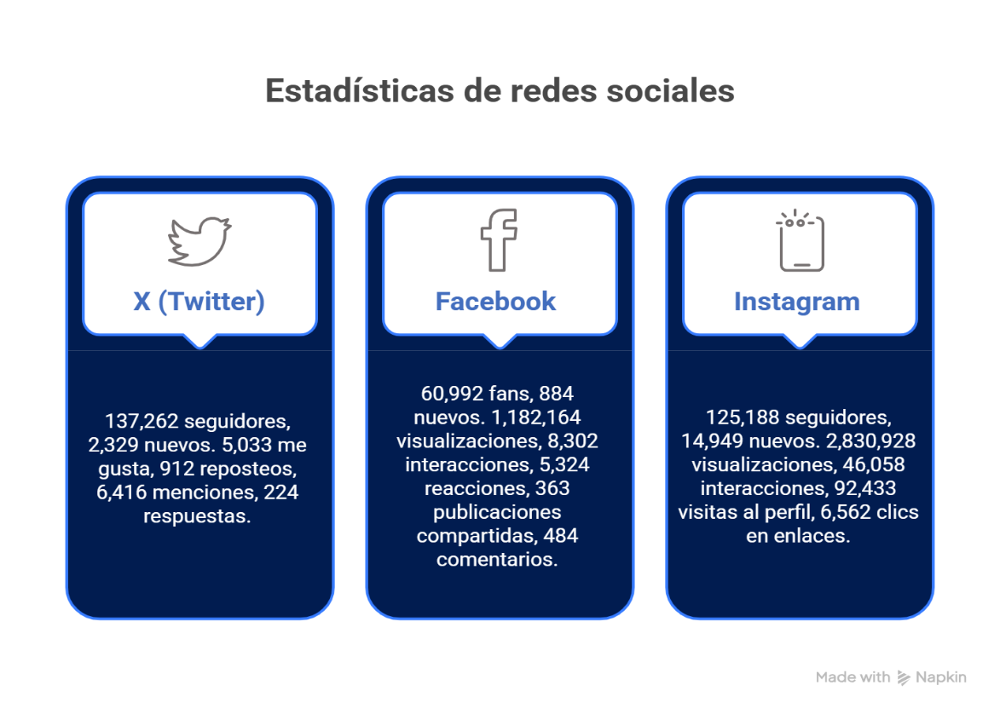 Estadísticas de redes sociales
X (Twitter)
137,262 seguidores,
2,329 nuevos. 5,033 me
gusta, 912 reposteos,
6,416 menciones, 224
respuestas.
Facebook
60,992 fans, 884
nuevos. 1,182,164
visualizaciones, 8,302
interacciones, 5,324
reacciones, 363
publicaciones
compartidas, 484
comentarios.
Instagram
125,188 seguidores,
14,949 nuevos. 2,830,928
visualizaciones, 46,058
interacciones, 92,433
visitas al perfil, 6,562 clics
en enlaces.
Made with Napkin